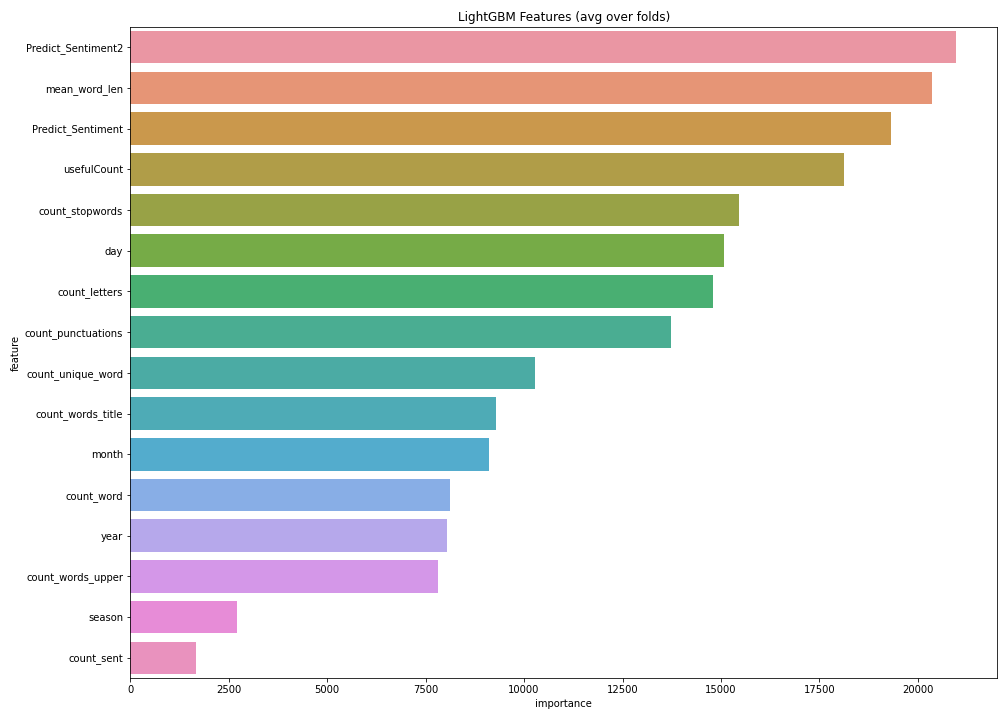 LightGBM Features (avg over folds)
Predict_Sentiment2
mean_word_len
Predict_Sentiment
usefulCount
count_stopwords
day
count_letters
count_punctuations
feature
count_unique_word
count_words_title
month
count_word
year
count_words_upper
season
count_sent
0 2500 5000 7500 10000 12500 15000 17500 20000
importance